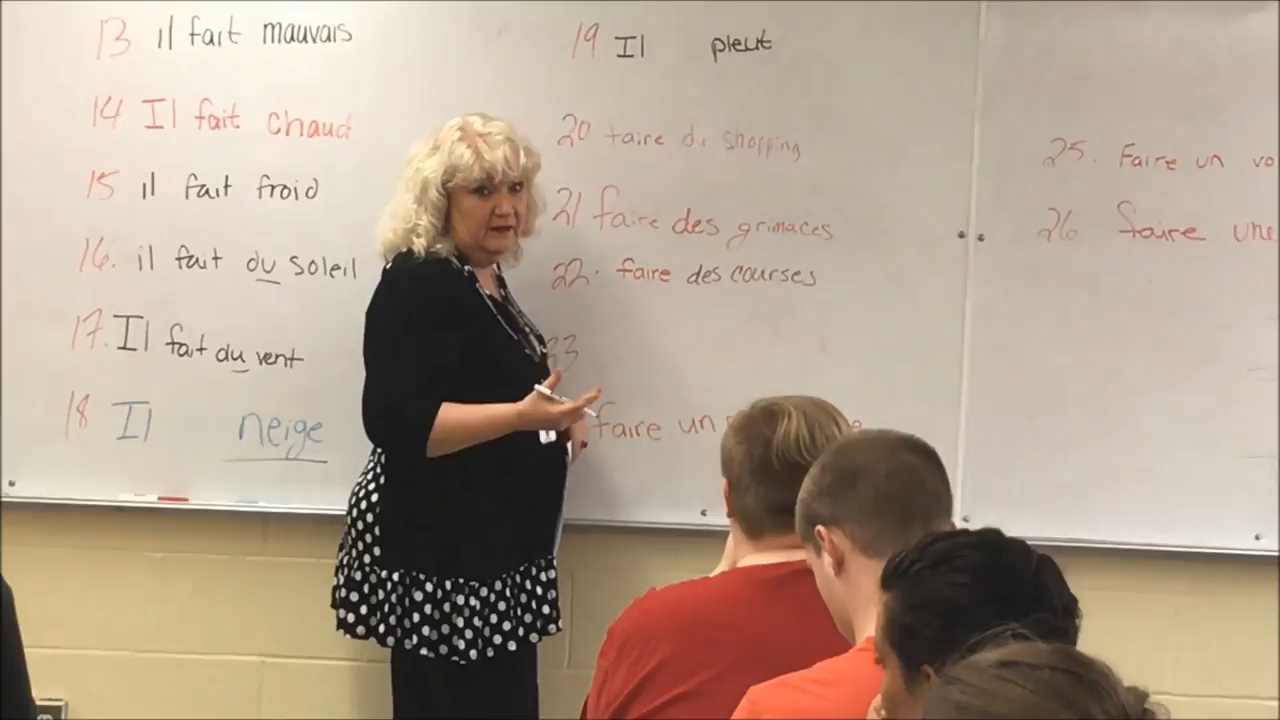 13 il fait mauvais
14 Il fait chaud
15 il fait froid
16. il fait du soleil
17. Il fait du vent
18 Il neige
19 Il pleut
20 faire du shopping
21 faire des grimaces
22. faire des courses
23
faire un
25. Faire un
26 faire une